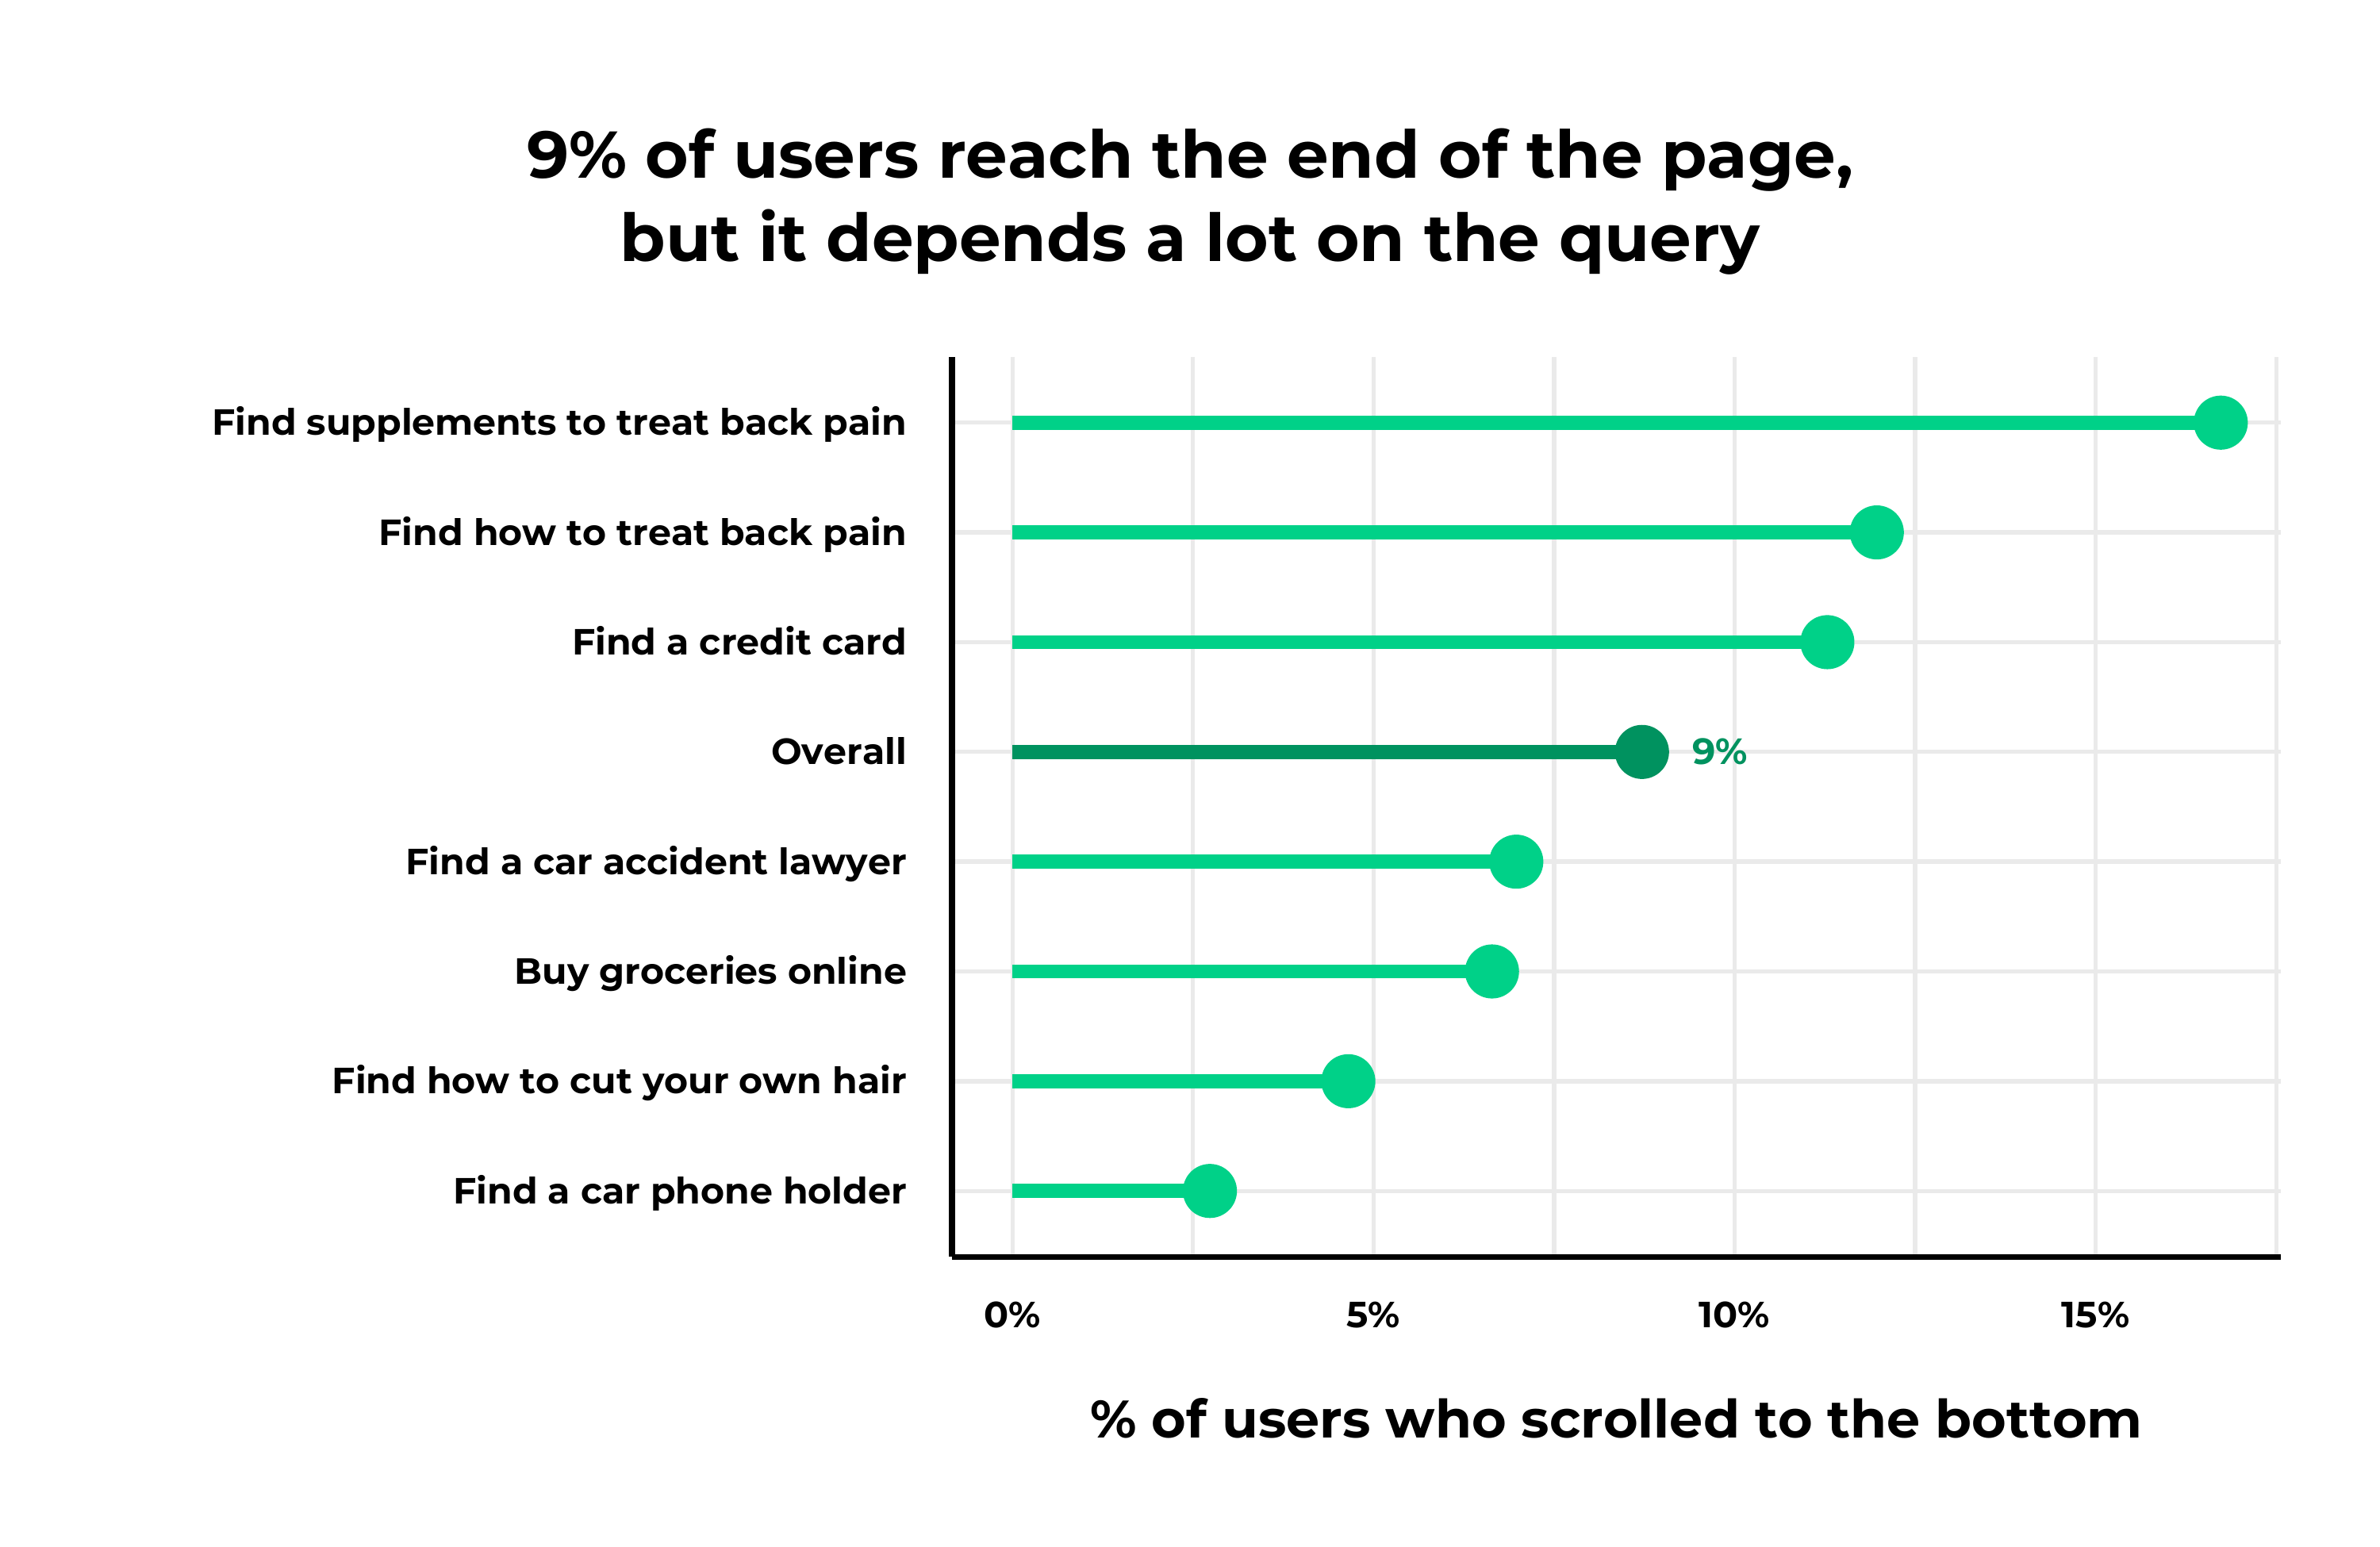 9% of users reach the end of the page,
but it depends a lot on the query
Find supplements to treat back pain
Find how to treat back pain
Find a credit card
Overall
9%
Find a car accident lawyer
Buy groceries online
Find how to cut your own hair
Find a car phone holder
0%
5%
10%
15%
% of users who scrolled to the bottom